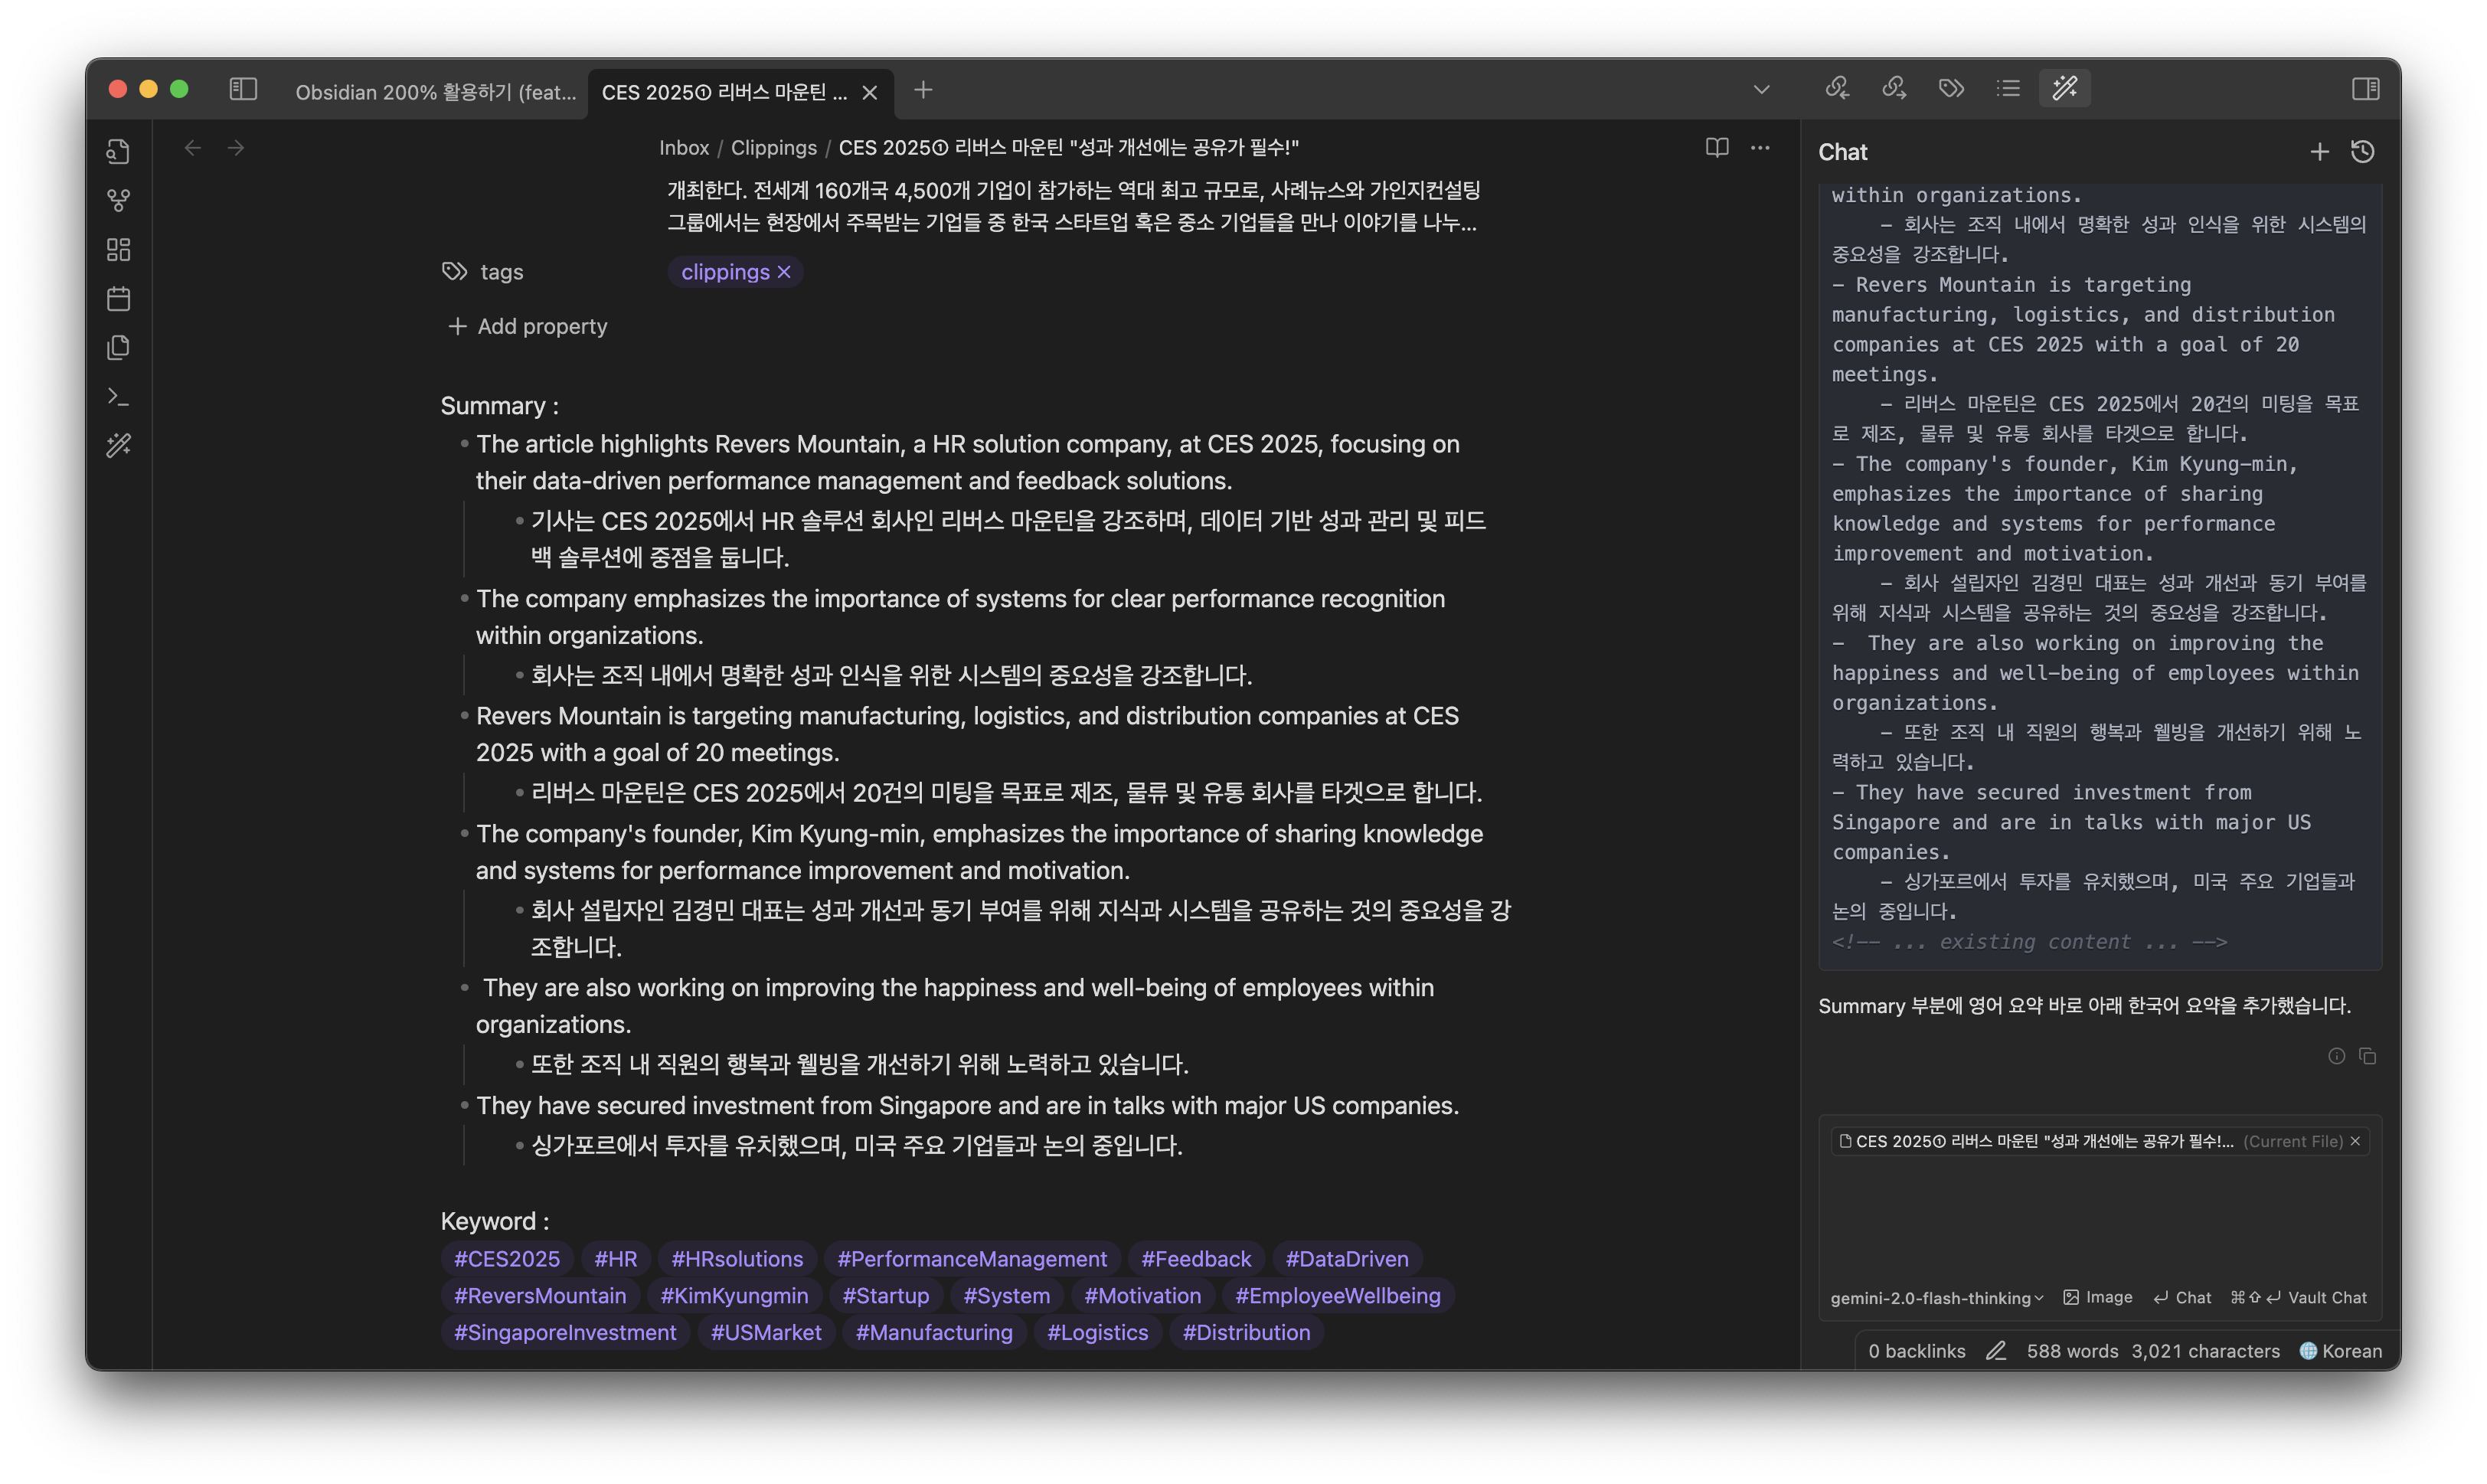 Obsidian 200% 활용하기 (feat...
CES 2025① 리버스 마운틴 ...
Inbox / Clippings / CES 2025① 리버스 마운틴 "성과 개선에는 공유가 필수!"
개최한다. 전세계 160개국 4,500개 기업이 참가하는 역대 최고 규모로, 사례뉴스와 가인지컨설팅
그룹에서는 현장에서 주목받는 기업들 중 한국 스타트업 혹은 중소 기업들을 만나 이야기를 나누...
tags
clippings
Add property
Summary :
The article highlights Revers Mountain, a HR solution company, at CES 2025, focusing on
their data-driven performance management and feedback solutions.
기사는 CES 2025에서 HR 솔루션 회사인 리버스 마운틴을 강조하며, 데이터 기반 성과 관리 및 피드
백 솔루션에 중점을 둡니다.
The company emphasizes the importance of systems for clear performance recognition
within organizations.
회사는 조직 내에서 명확한 성과 인식을 위한 시스템의 중요성을 강조합니다.
Revers Mountain is targeting manufacturing, logistics, and distribution companies at CES
2025 with a goal of 20 meetings.
리버스 마운틴은 CES 2025에서 20건의 미팅을 목표로 제조, 물류 및 유통 회사를 타겟으로 합니다.
The company's founder, Kim Kyung-min, emphasizes the importance of sharing knowledge
and systems for performance improvement and motivation.
회사 설립자인 김경민 대표는 성과 개선과 동기 부여를 위해 지식과 시스템을 공유하는 것의 중요성을 강
조합니다.
They are also working on improving the happiness and well-being of employees within
organizations.
또한 조직 내 직원의 행복과 웰빙을 개선하기 위해 노력하고 있습니다.
They have secured investment from Singapore and are in talks with major US companies.
싱가포르에서 투자를 유치했으며, 미국 주요 기업들과 논의 중입니다.
Keyword :
#CES2025 #HR #HRsolutions #PerformanceManagement #Feedback #DataDriven
#ReversMountain #KimKyungmin #Startup #System #Motivation #EmployeeWellbeing
#SingaporeInvestment #USMarket #Manufacturing #Logistics #Distribution
Chat
within organizations.
- 회사는 조직 내에서 명확한 성과 인식을 위한 시스템의
중요성을 강조합니다.
- Revers Mountain is targeting
manufacturing, logistics, and distribution
companies at CES 2025 with a goal of 20
meetings.
- 리버스 마운틴은 CES 2025에서 20건의 미팅을 목표
로 제조, 물류 및 유통 회사를 타겟으로 합니다.
- The company's founder, Kim Kyung-min,
emphasizes the importance of sharing
knowledge and systems for performance
improvement and motivation.
- 회사 설립자인 김경민 대표는 성과 개선과 동기 부여를
위해 지식과 시스템을 공유하는 것의 중요성을 강조합니다.
- They are also working on improving the
happiness and well-being of employees within
organizations.
- 또한 조직 내 직원의 행복과 웰빙을 개선하기 위해 노
력하고 있습니다.
- They have secured investment from
Singapore and are in talks with major US
companies.
- 싱가포르에서 투자를 유치했으며, 미국 주요 기업들과
논의 중입니다.
<!-- ... existing content ... -->
Summary 부분에 영어 요약 바로 아래 한국어 요약을 추가했습니다.
CES 2025① 리버스 마운틴 "성과 개선에는 공유가 필수!... (Current File)
gemini-2.0-flash-thinking Image Chat ⌘⇧↵ Vault Chat
0 backlinks 588 words 3,021 characters Korean